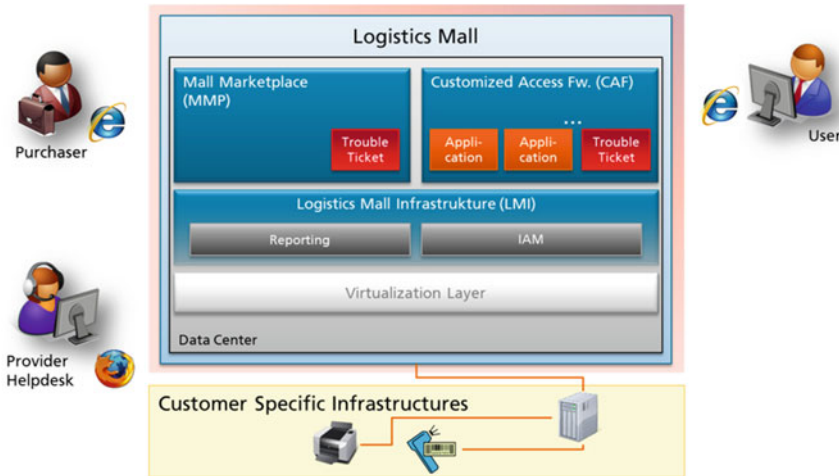 Logistics Mall
Mall Marketplace
(MMP)
Trouble
Ticket
Customized Access Fw. (CAF)
...
Appli-
cation
Appli-
cation
Trouble
Ticket
Logistics Mall Infrastrukture (LMI)
Reporting
IAM
Virtualization Layer
Data Center
Purchaser
User
Provider
Helpdesk
Customer Specific Infrastructures